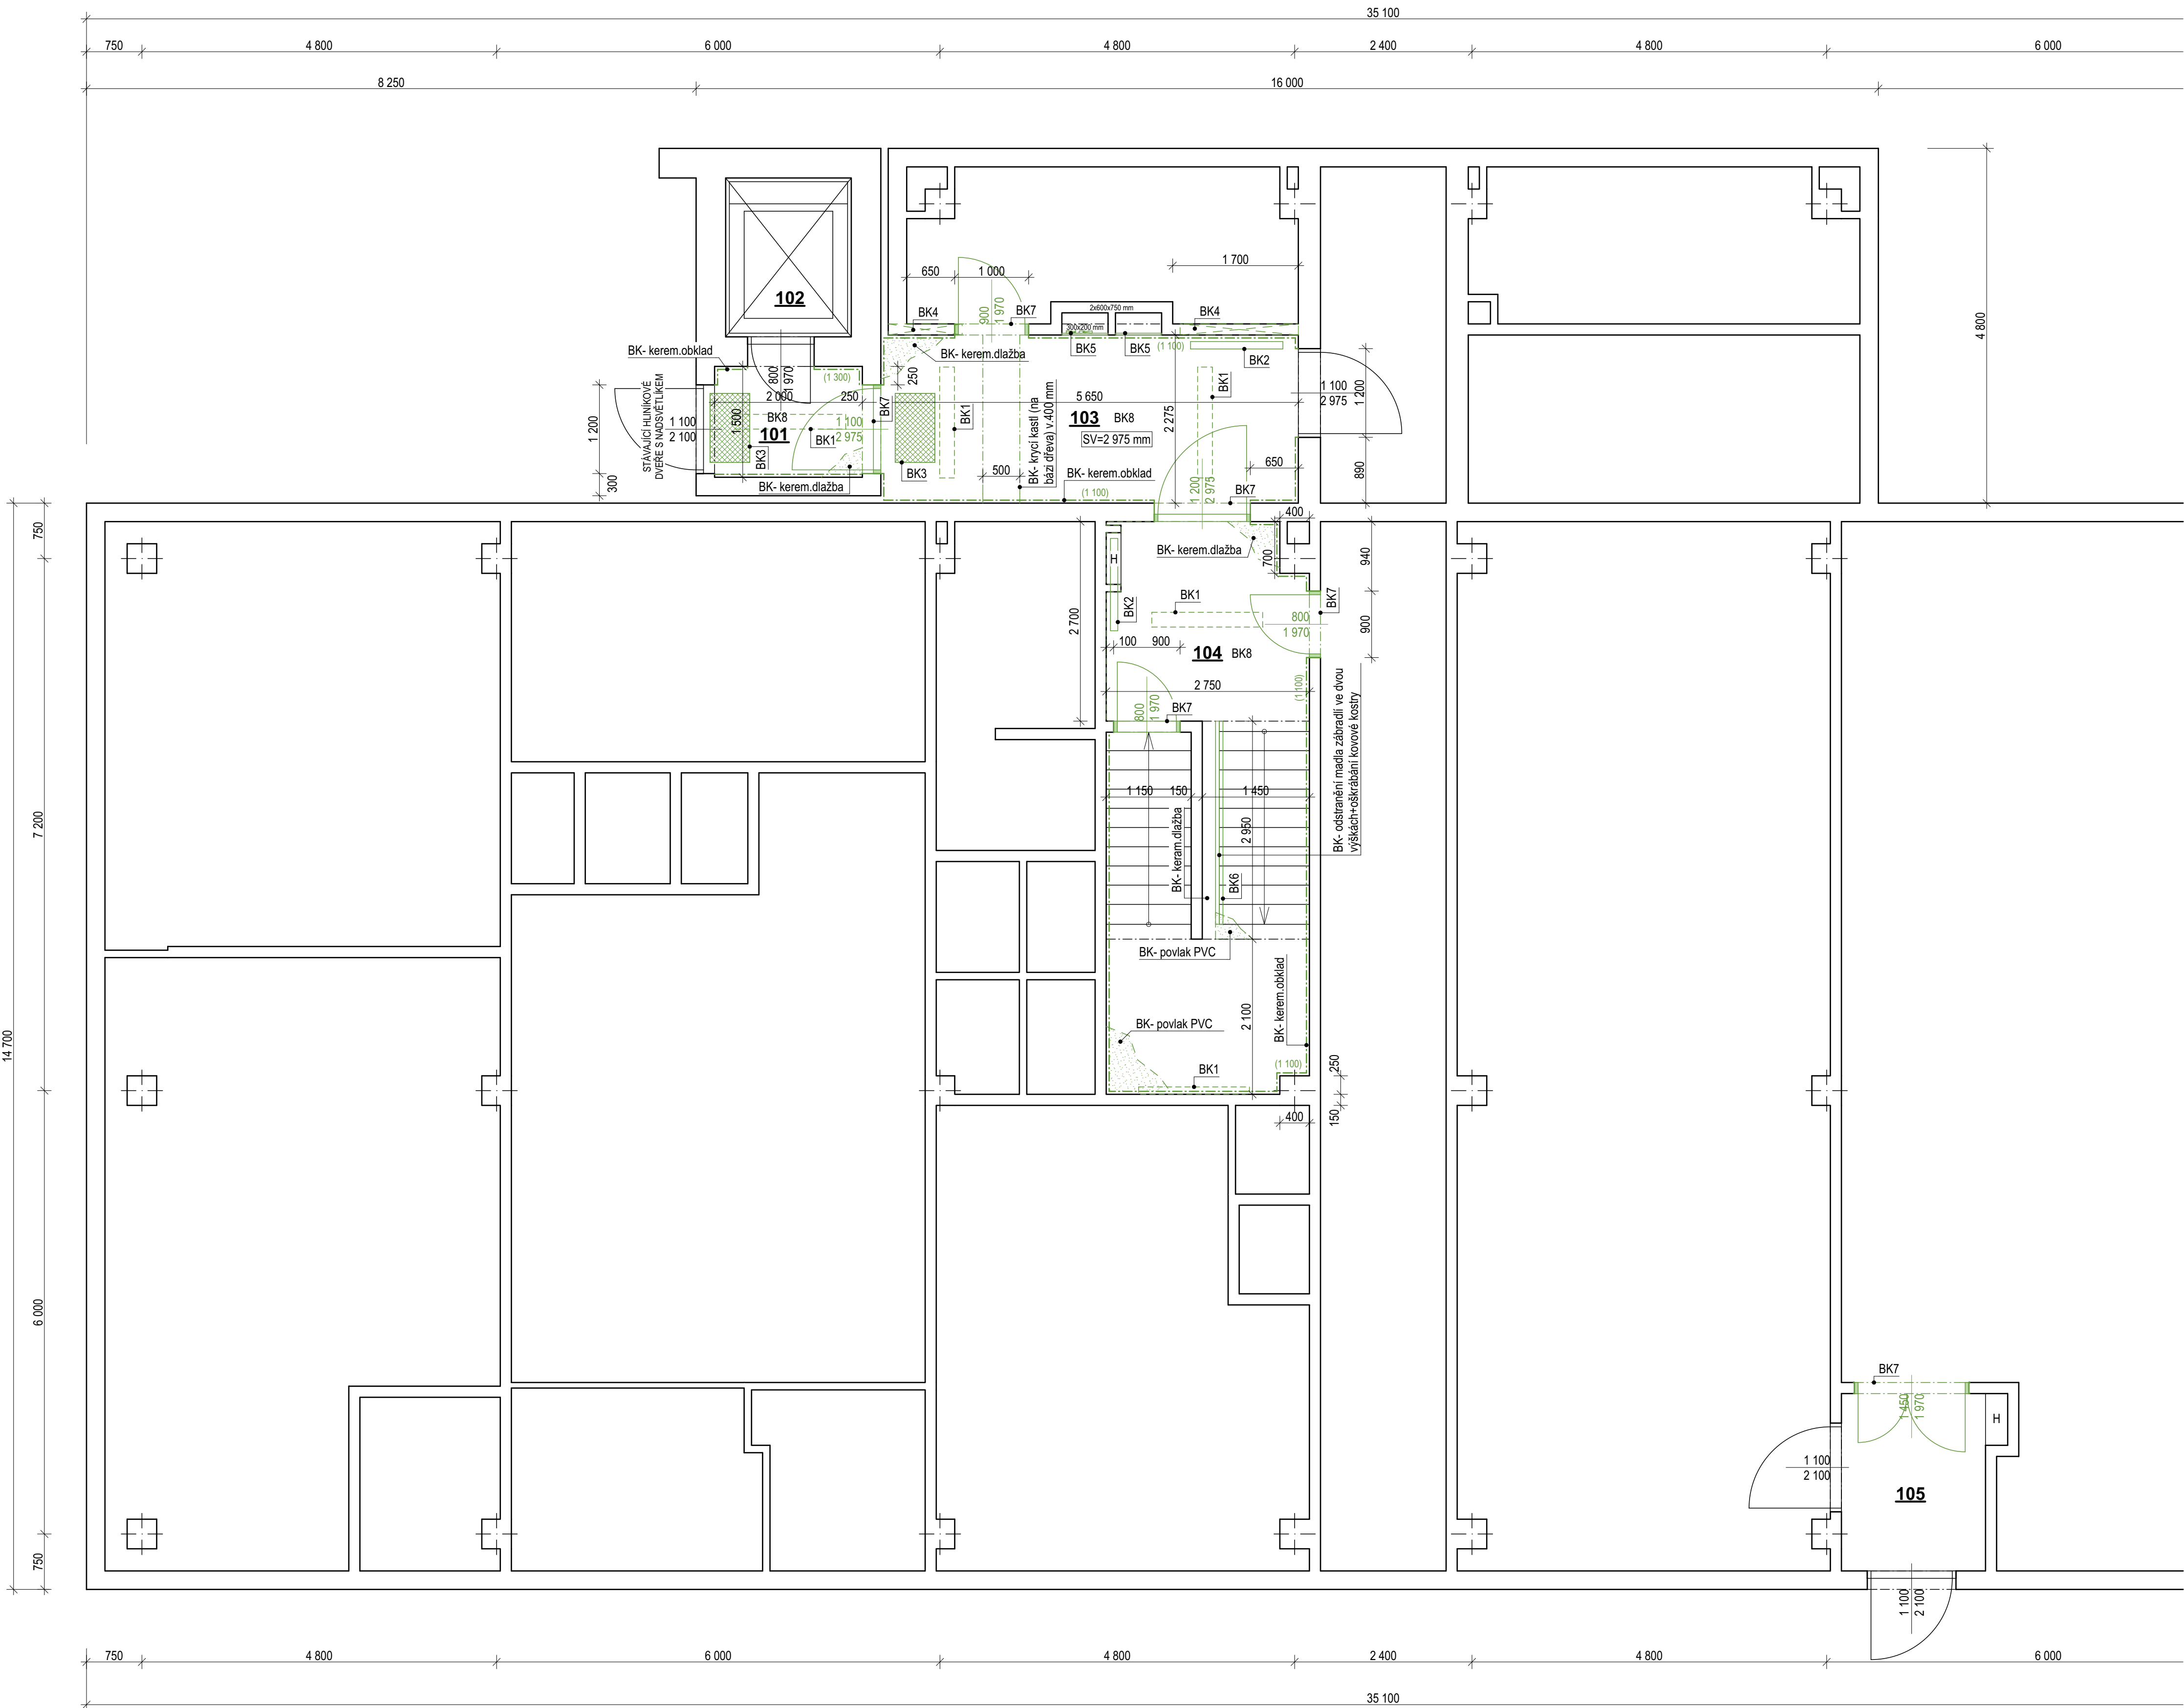 35 100
750
4 800
6 000
4 800
2 400
4 800
6 000
8 250
16 000
1 700
650
1 000
2x600x750 mm
900
1 970
BK7
BK4
BK4
300x200 mm
4 800
102
BK5
BK5
(1 100)
BK2
BK- kerem.obklad
BK- kerem.dlažba
800
1 970
(1 300)
250
BK1
1 100
2 975
1 200
STÁVAJÍCÍ HLINÍKOVÉ
DVEŘE S NADSVĚTLÍKEM
1 200
2 000
250
5 650
2 275
1 100
2 100
1 500
BK8
101
BK1
BK3
1 100
2 975
BK7
BK1
BK3
103
BK8
SV=2 975 mm
BK- krycí kastl (na
bázi dřeva) v.400 mm
500
BK- kerem.obklad
(1 100)
650
890
1 200
2 975
BK7
300
BK- kerem.dlažba
400
750
BK- kerem.dlažba
700
940
H
BK2
BK1
BK7
800
1 970
900
2 700
100
900
104
BK8
2 750
(1 100)
800
1 970
BK7
BK- odstranění madla zábradlí ve dvou
výškách+oškrábání kovové kostry
1 150
150
1 450
7 200
2 950
BK- keram.dlažba
BK6
BK- povlak PVC
BK- kerem.obklad
2 100
BK- povlak PVC
14 700
(1 100)
BK1
250
150
400
6 000
BK7
1 450
1 970
H
1 100
2 100
105
750
1 100
2 100
750
4 800
6 000
4 800
2 400
4 800
6 000
35 100